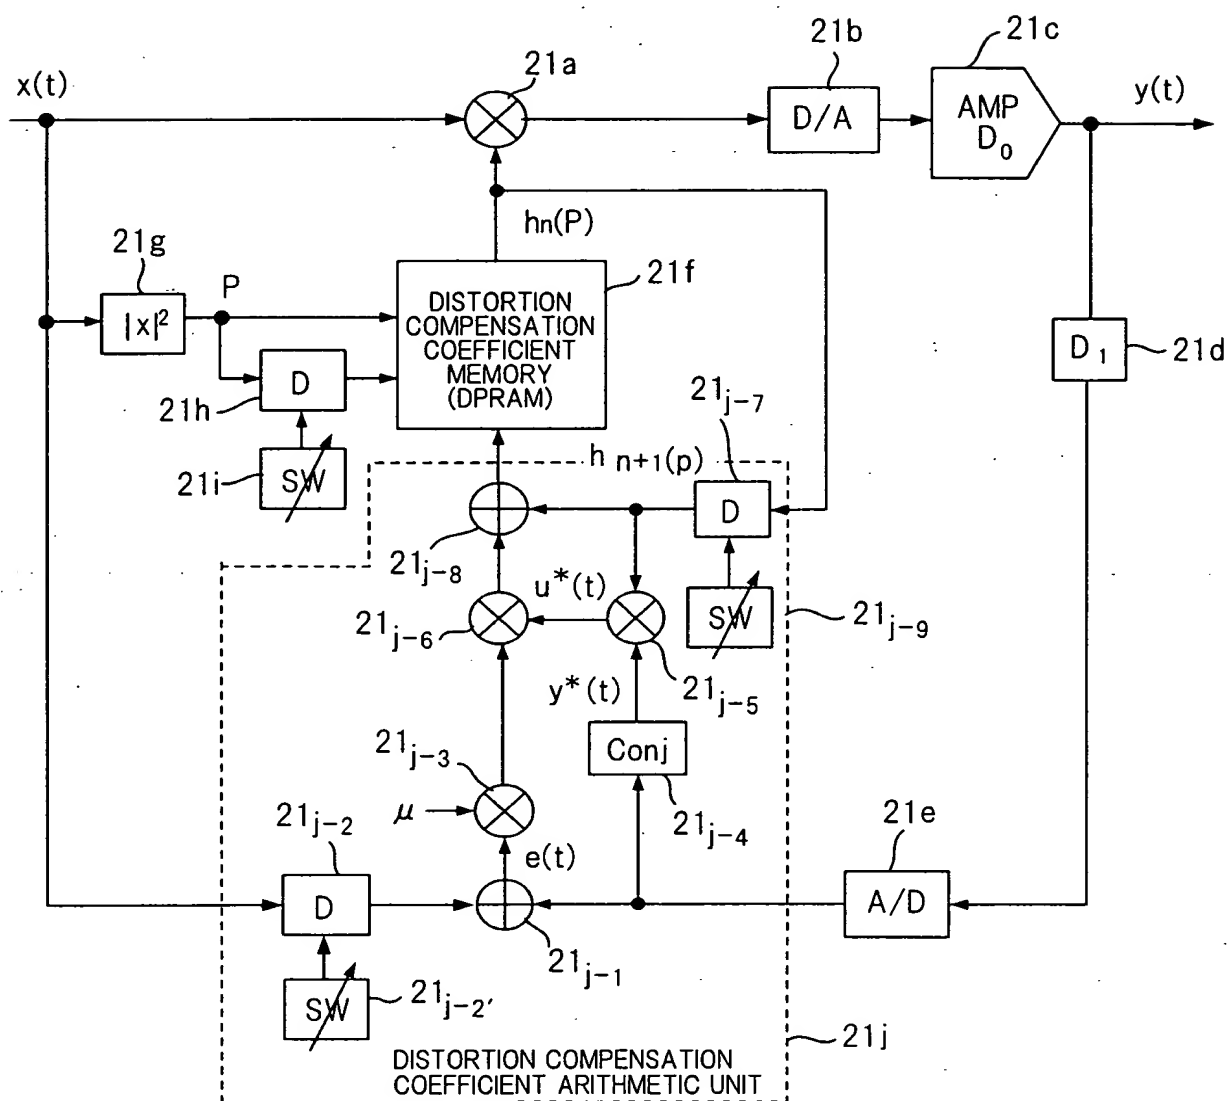 21b
21c
x(t)
21a
y(t)
D/A
AMP
D₀
hn(P)
21g
P
21f
|x|²
DISTORTION
COMPENSATION
COEFFICIENT
MEMORY
(DPRAM)
D₁
21d
D
21h
21j-7
h n+1(p)
21i
SW
D
21j-8
u*(t)
SW
21j-9
21j-6
y*(t)
21j-5
21j-3
Conj
μ
21j-2
21j-4
21e
e(t)
D
A/D
21j-1
SW
21j-2'
21j
DISTORTION COMPENSATION
COEFFICIENT ARITHMETIC UNIT